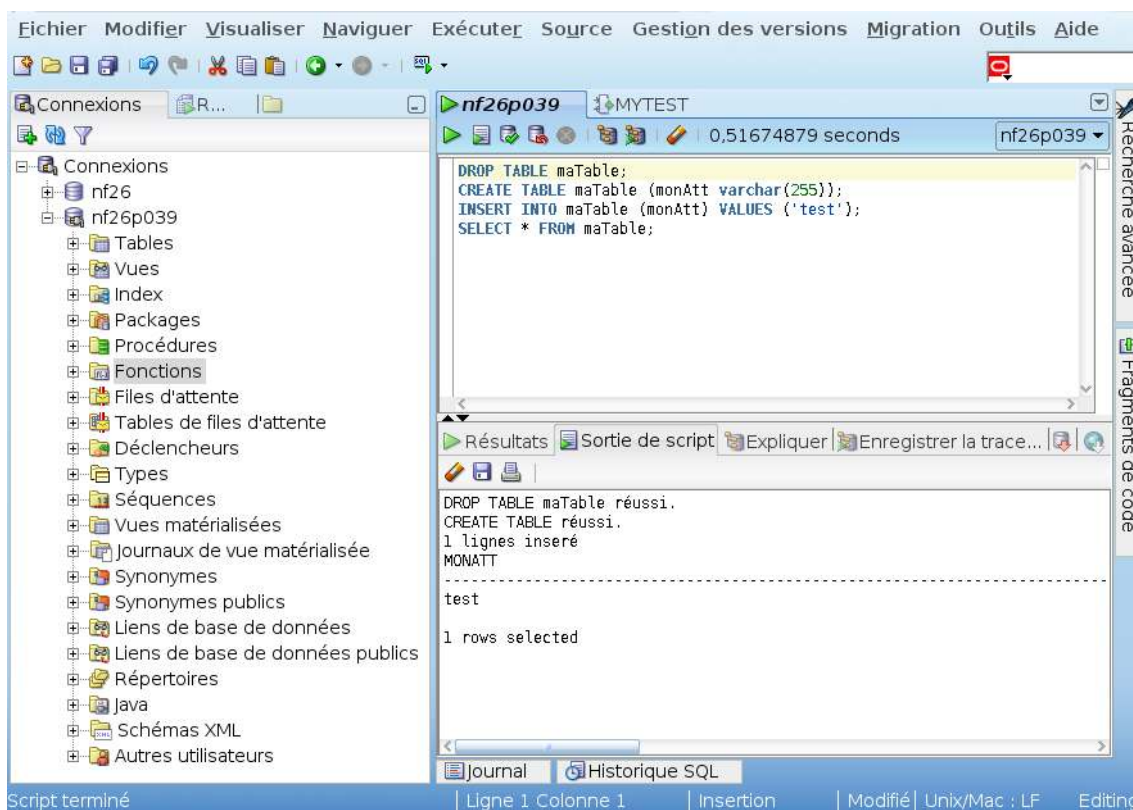 Fichier Modifier Visualiser Naviguer Exécuter Source Gestion des versions Migration Outils Aide
Connexions R...
Connexions
nf26
nf26p039
Tables
Vues
Index
Packages
Procédures
Fonctions
Files d'attente
Tables de files d'attente
Déclencheurs
Types
Séquences
Vues matérialisées
Journaux de vue matérialisée
Synonymes
Synonymes publics
Liens de base de données
Liens de base de données publics
Répertoires
Java
Schémas XML
Autres utilisateurs
nf26p039 MYTEST
0,51674879 seconds nf26p039
DROP TABLE maTable;
CREATE TABLE maTable (monAtt varchar(255));
INSERT INTO maTable (monAtt) VALUES ('test');
SELECT * FROM maTable;
Résultats Sortie de script Expliquer Enregistrer la trace...
DROP TABLE maTable réussi.
CREATE TABLE réussi.
1 lignes inseré
MONATT
test
1 rows selected
Journal Historique SQL
Recherche avancée
Fragments de code
Script terminé Ligne 1 Colonne 1 Insertion Modifié Unix/Mac : LF Editing